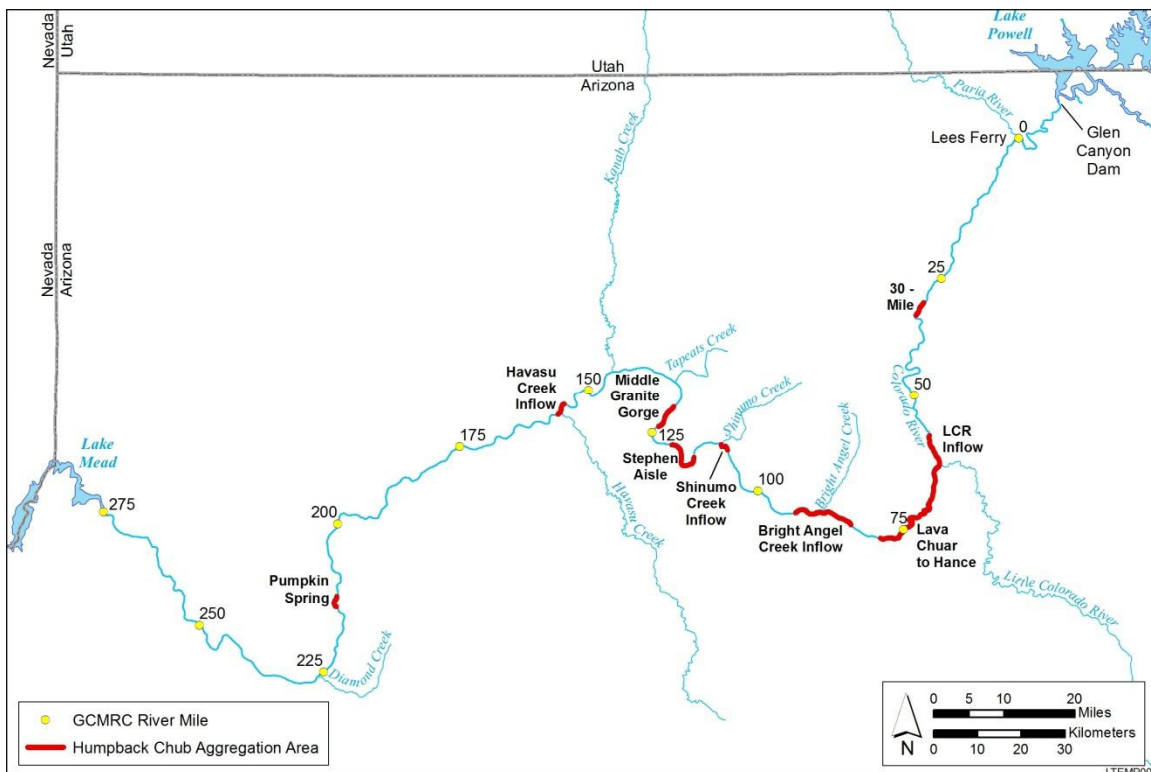 Nevada
Utah
Lake
Powell
Utah
Arizona
Paria River
0
Lees Ferry
Glen
Canyon
Dam
Kanab Creek
Nevada
Arizona
25
30 -
Mile
Tapeats Creek
Havasu
Creek
Inflow
150
Middle
Granite
Gorge
50
Colorado River
Shinumo Creek
Bright Angel Creek
LCR
Inflow
125
175
Stephen
Aisle
Lake
Mead
Shinumo
Creek
Inflow
100
Havasu Creek
275
200
Bright Angel
Creek Inflow
75
Lava
Chuar
to Hance
Little Colorado River
Pumpkin
Spring
250
225
Diamond Creek
GCMRC River Mile
Humpback Chub Aggregation Area
N
0 5 10 20
Miles
Kilometers
0 10 20 30